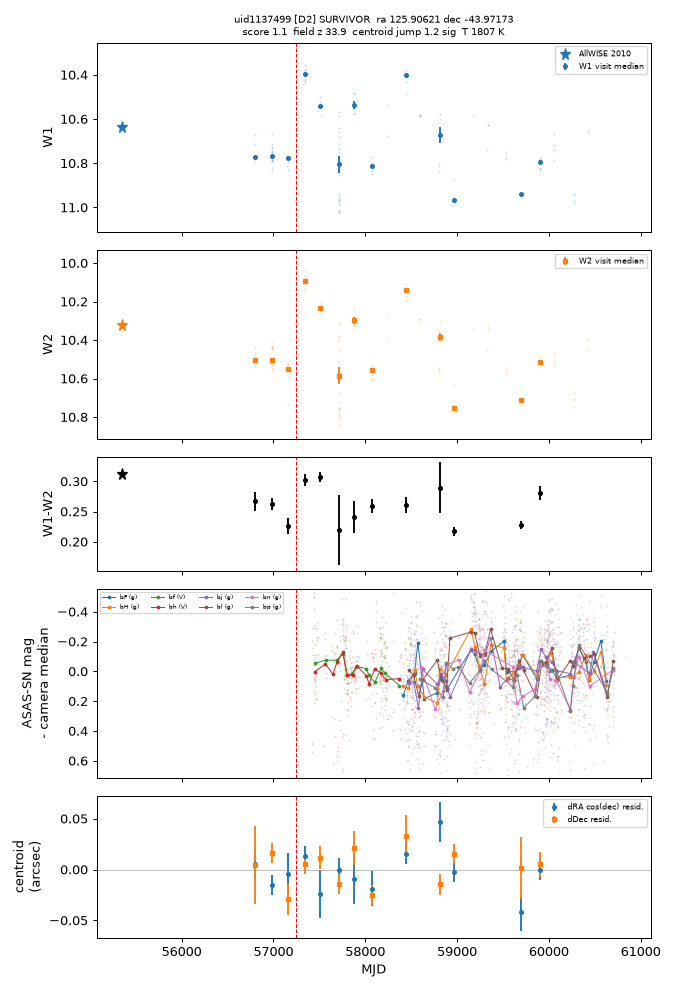 uid1137499 [D2] SURVIVOR  ra 125.90621 dec -43.97173
score 1.1  field z 33.9  centroid jump 1.2 sig  T 1807 K
AllWISE 2010
W1 visit median
10.4
10.6
10.8
11.0
W1
W2 visit median
10.0
10.2
10.4
10.6
10.8
W2
0.30
0.25
0.20
W1-W2
bF (g)
bH (g)
bf (V)
bh (V)
bj (g)
bl (g)
bn (g)
bp (g)
−0.4
−0.2
0.0
0.2
0.4
0.6
ASAS-SN mag
- camera median
dRA cos(dec) resid.
dDec resid.
0.05
0.00
−0.05
centroid
(arcsec)
56000 57000 58000 59000 60000 61000
MJD